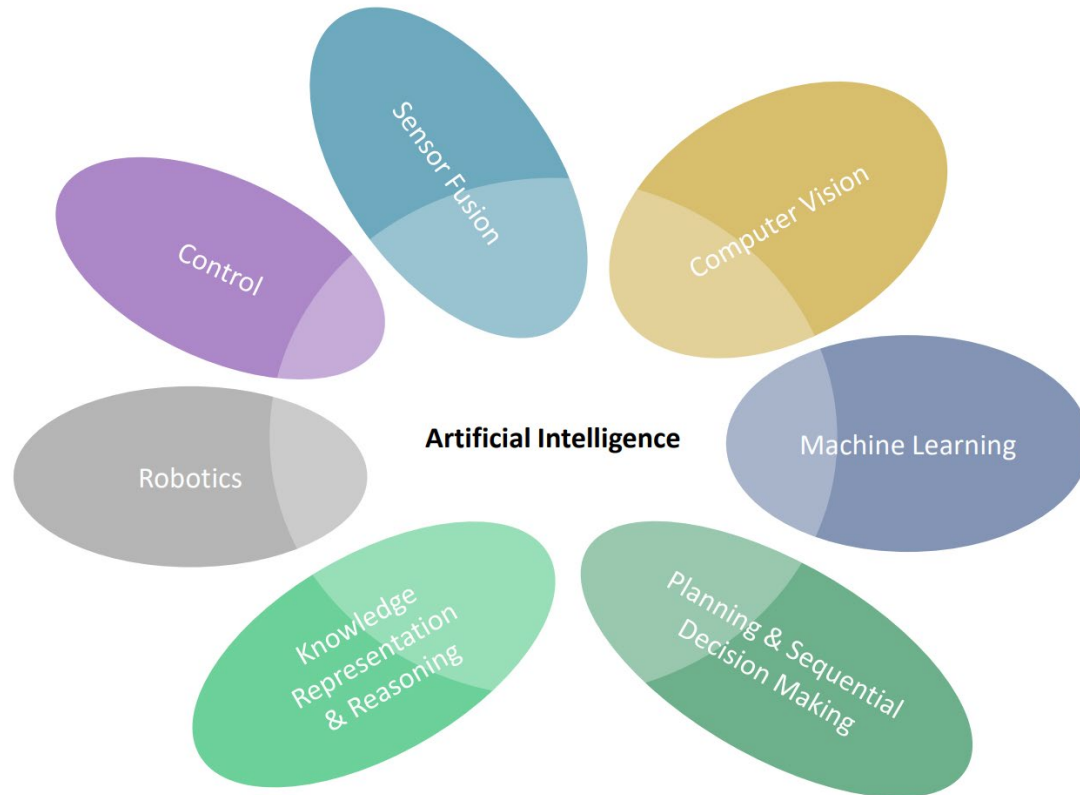 Sensor Fusion
Computer Vision
Control
Artificial Intelligence
Machine Learning
Robotics
Knowledge
Representation
& Reasoning
Planning & Sequential
Decision Making